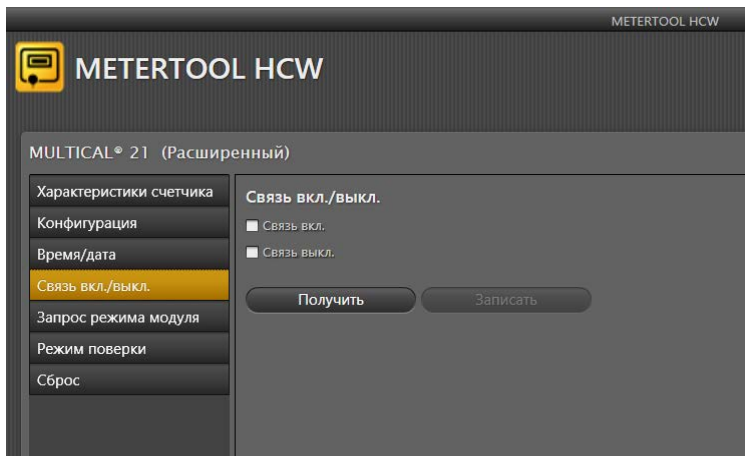 METERTOOL HCW
METERTOOL HCW
MULTICAL® 21 (Расширенный)
Характеристики счетчика
Конфигурация
Время/дата
Связь вкл./выкл.
Запрос режима модуля
Режим поверки
Сброс
Связь вкл./выкл.
Связь вкл.
Связь выкл.
Получить Записать